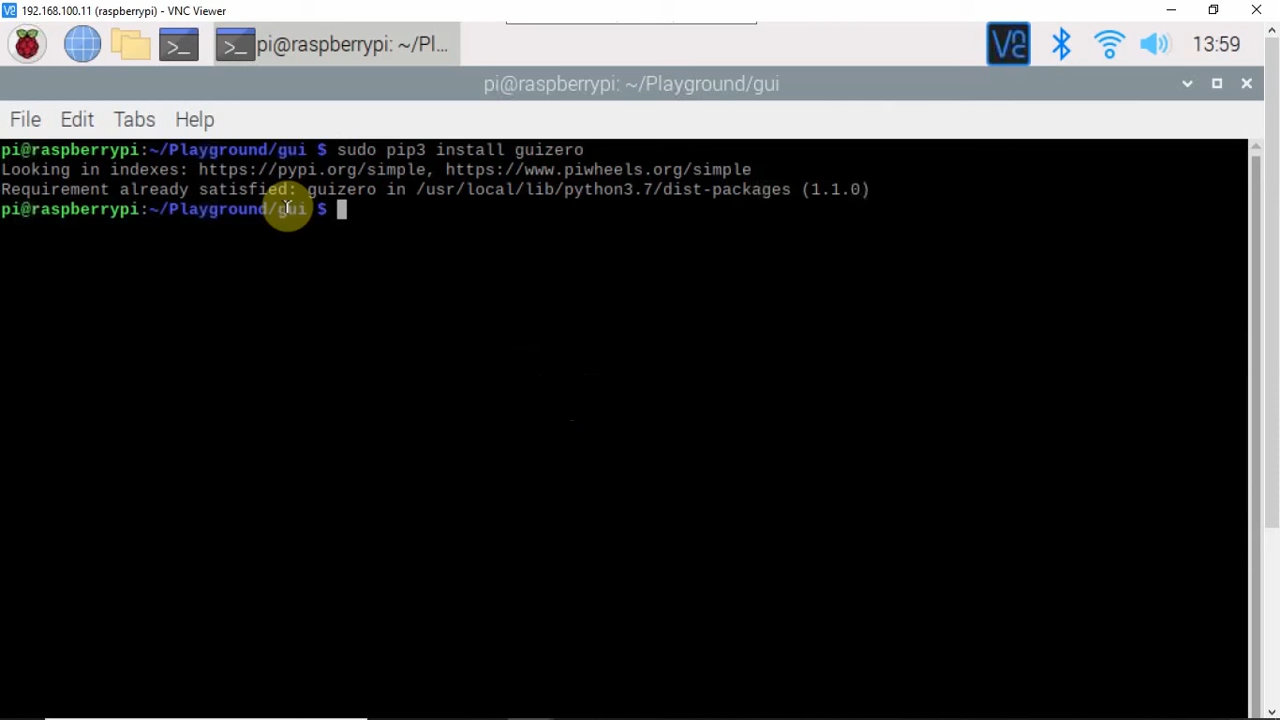 192.168.100.11 (raspberrypi) - VNC Viewer
pi@raspberrypi: ~/Pl...
13:59
pi@raspberrypi: ~/Playground/gui
File Edit Tabs Help
pi@raspberrypi:~/Playground/gui $ sudo pip3 install guizero
Looking in indexes: https://pypi.org/simple, https://www.piwheels.org/simple
Requirement already satisfied: guizero in /usr/local/lib/python3.7/dist-packages (1.1.0)
pi@raspberrypi:~/Playground/gui $